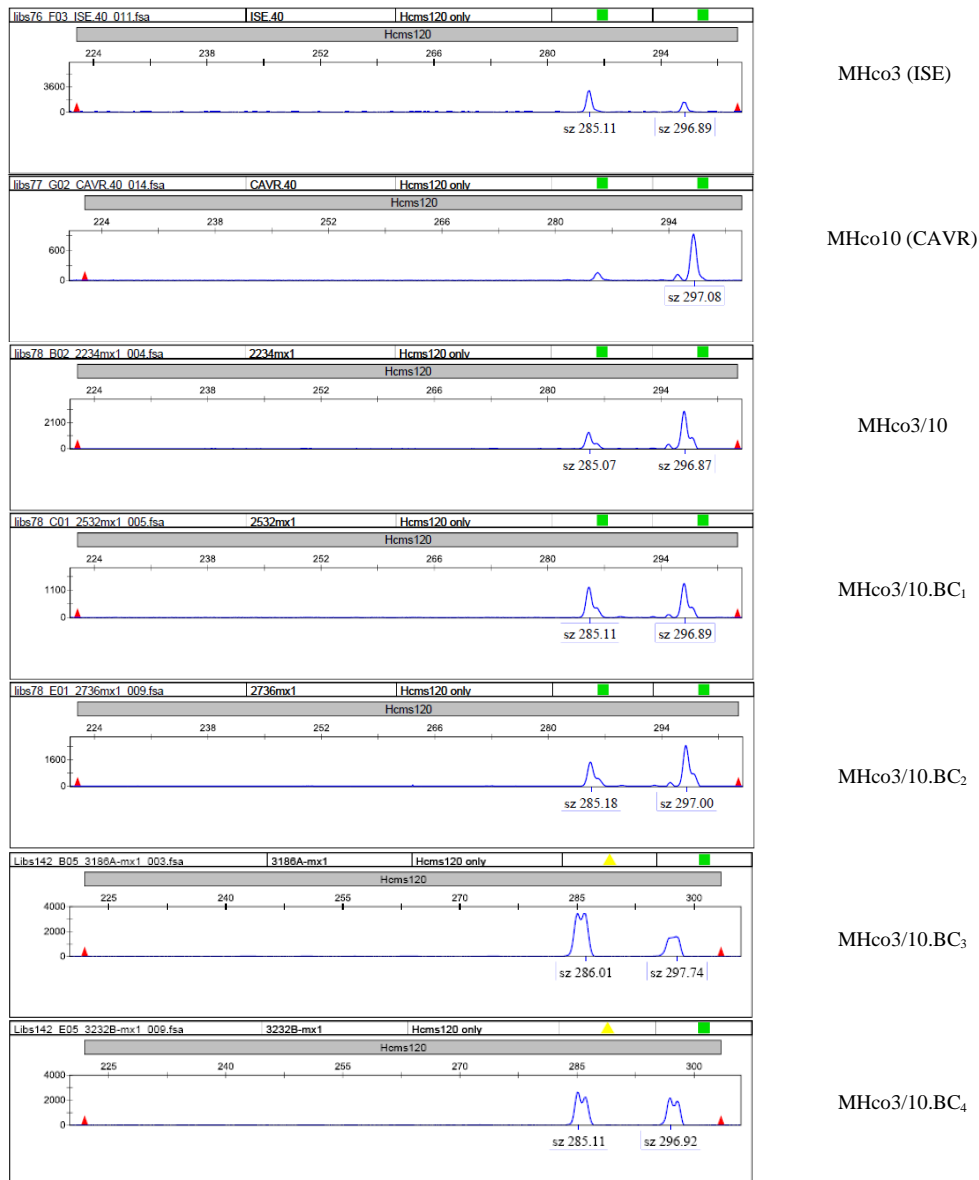 libs76_F03_ISE.40_011.fsa ISE.40 Hcms120 only
Hcms120
224 238 252 266 280 294
3600
0
sz 285.11 sz 296.89
MHco3 (ISE)
libs77_G02_CAVR.40_014.fsa CAVR.40 Hcms120 only
Hcms120
224 238 252 266 280 294
600
0
sz 297.08
MHco10 (CAVR)
libs78_B02_2234mx1_004.fsa 2234mx1 Hcms120 only
Hcms120
224 238 252 266 280 294
2100
0
sz 285.07 sz 296.87
MHco3/10
libs78_C01_2532mx1_005.fsa 2532mx1 Hcms120 only
Hcms120
224 238 252 266 280 294
1100
0
sz 285.11 sz 296.89
MHco3/10.BC₁
libs78_E01_2736mx1_009.fsa 2736mx1 Hcms120 only
Hcms120
224 238 252 266 280 294
1600
0
sz 285.18 sz 297.00
MHco3/10.BC₂
Libs142_B05_3186A-mx1_003.fsa 3186A-mx1 Hcms120 only
Hcms120
225 240 255 270 285 300
4000
2000
0
sz 286.01 sz 297.74
MHco3/10.BC₃
Libs142_E05_3232B-mx1_009.fsa 3232B-mx1 Hcms120 only
Hcms120
225 240 255 270 285 300
4000
2000
0
sz 285.11 sz 296.92
MHco3/10.BC₄